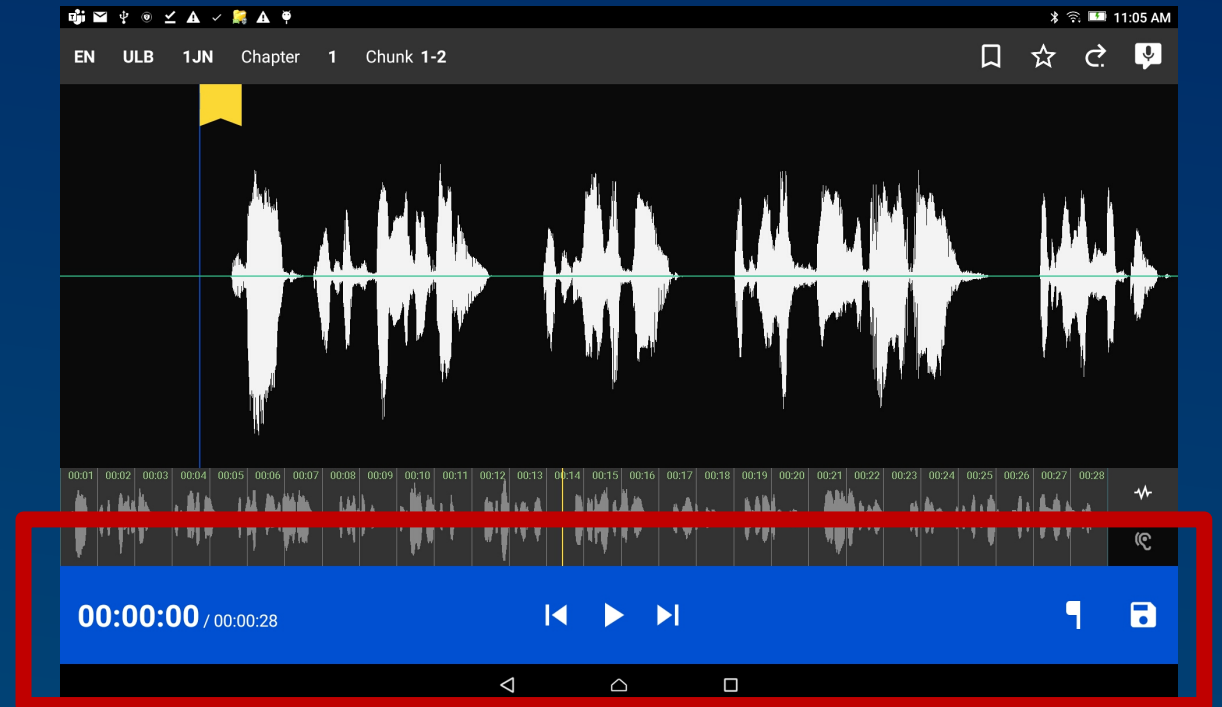 11:05 AM
EN ULB 1JN Chapter 1 Chunk 1-2
00:01 00:02 00:03 00:04 00:05 00:06 00:07 00:08 00:09 00:10 00:11 00:12 00:13 00:14 00:15 00:16 00:17 00:18 00:19 00:20 00:21 00:22 00:23 00:24 00:25 00:26 00:27 00:28
00:00:00 / 00:00:28